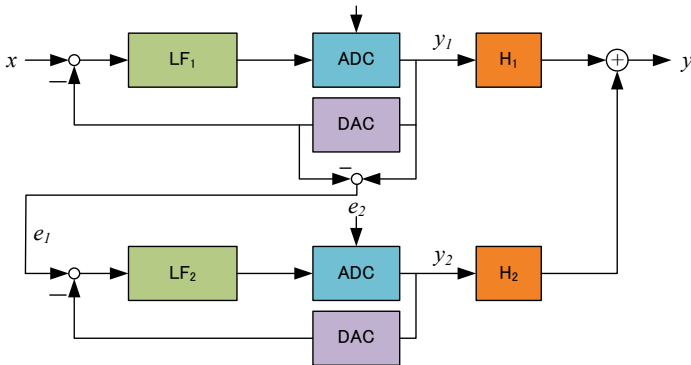 x
−
LF₁
ADC
y₁
H₁
+
y
DAC
−
e₁
e₂
−
LF₂
ADC
y₂
H₂
DAC